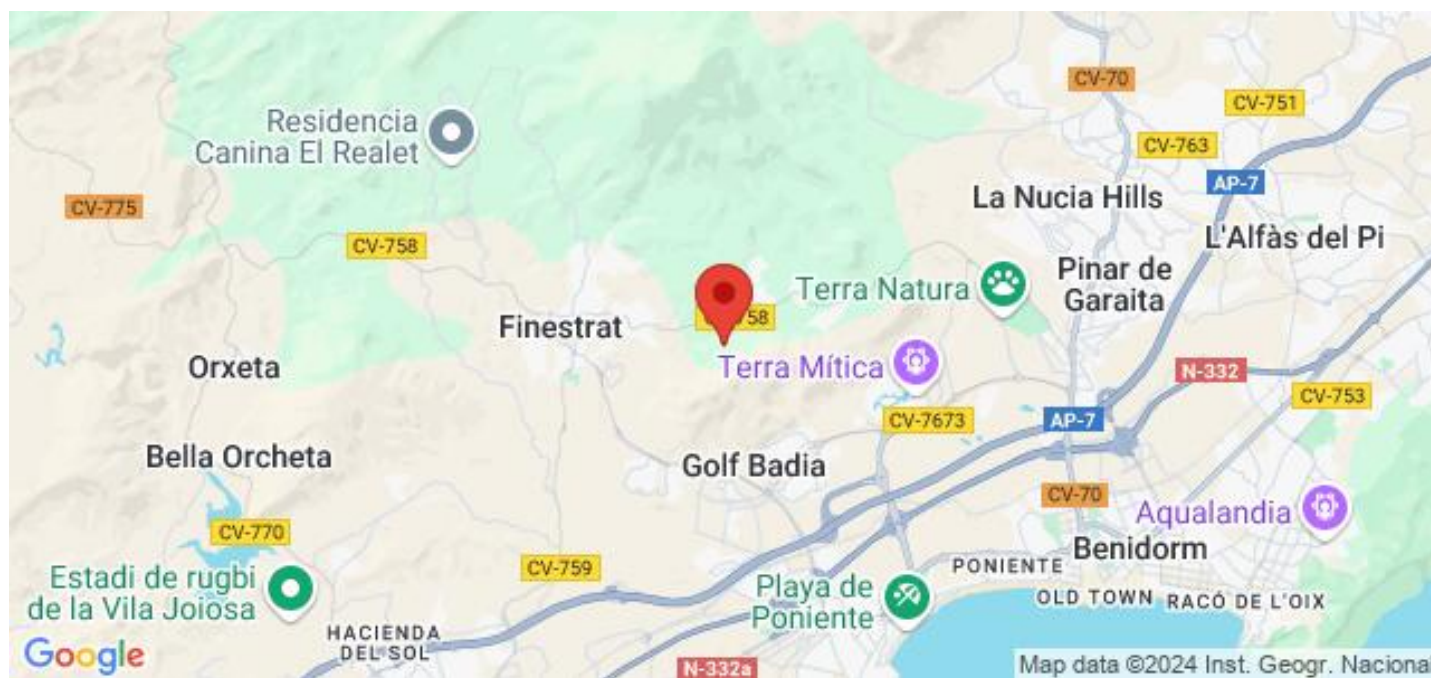 CV-70
CV-751
Residencia
Canina El Realet
CV-763
AP-7
La Nucia Hills
CV-775
L'Alfàs del Pi
CV-758
Pinar de
Garaita
Terra Natura
Finestrat
58
Orxeta
Terra Mítica
N-332
CV-753
CV-7673
AP-7
Bella Orcheta
Golf Badia
CV-70
Aqualandia
CV-770
Benidorm
PONIENTE
CV-759
Estadi de rugbi
de la Vila Joiosa
Playa de
Poniente
OLD TOWN
RACÓ DE L'OIX
HACIENDA
DEL SOL
Google
N-332a
Map data ©2024 Inst. Geogr. Nacional